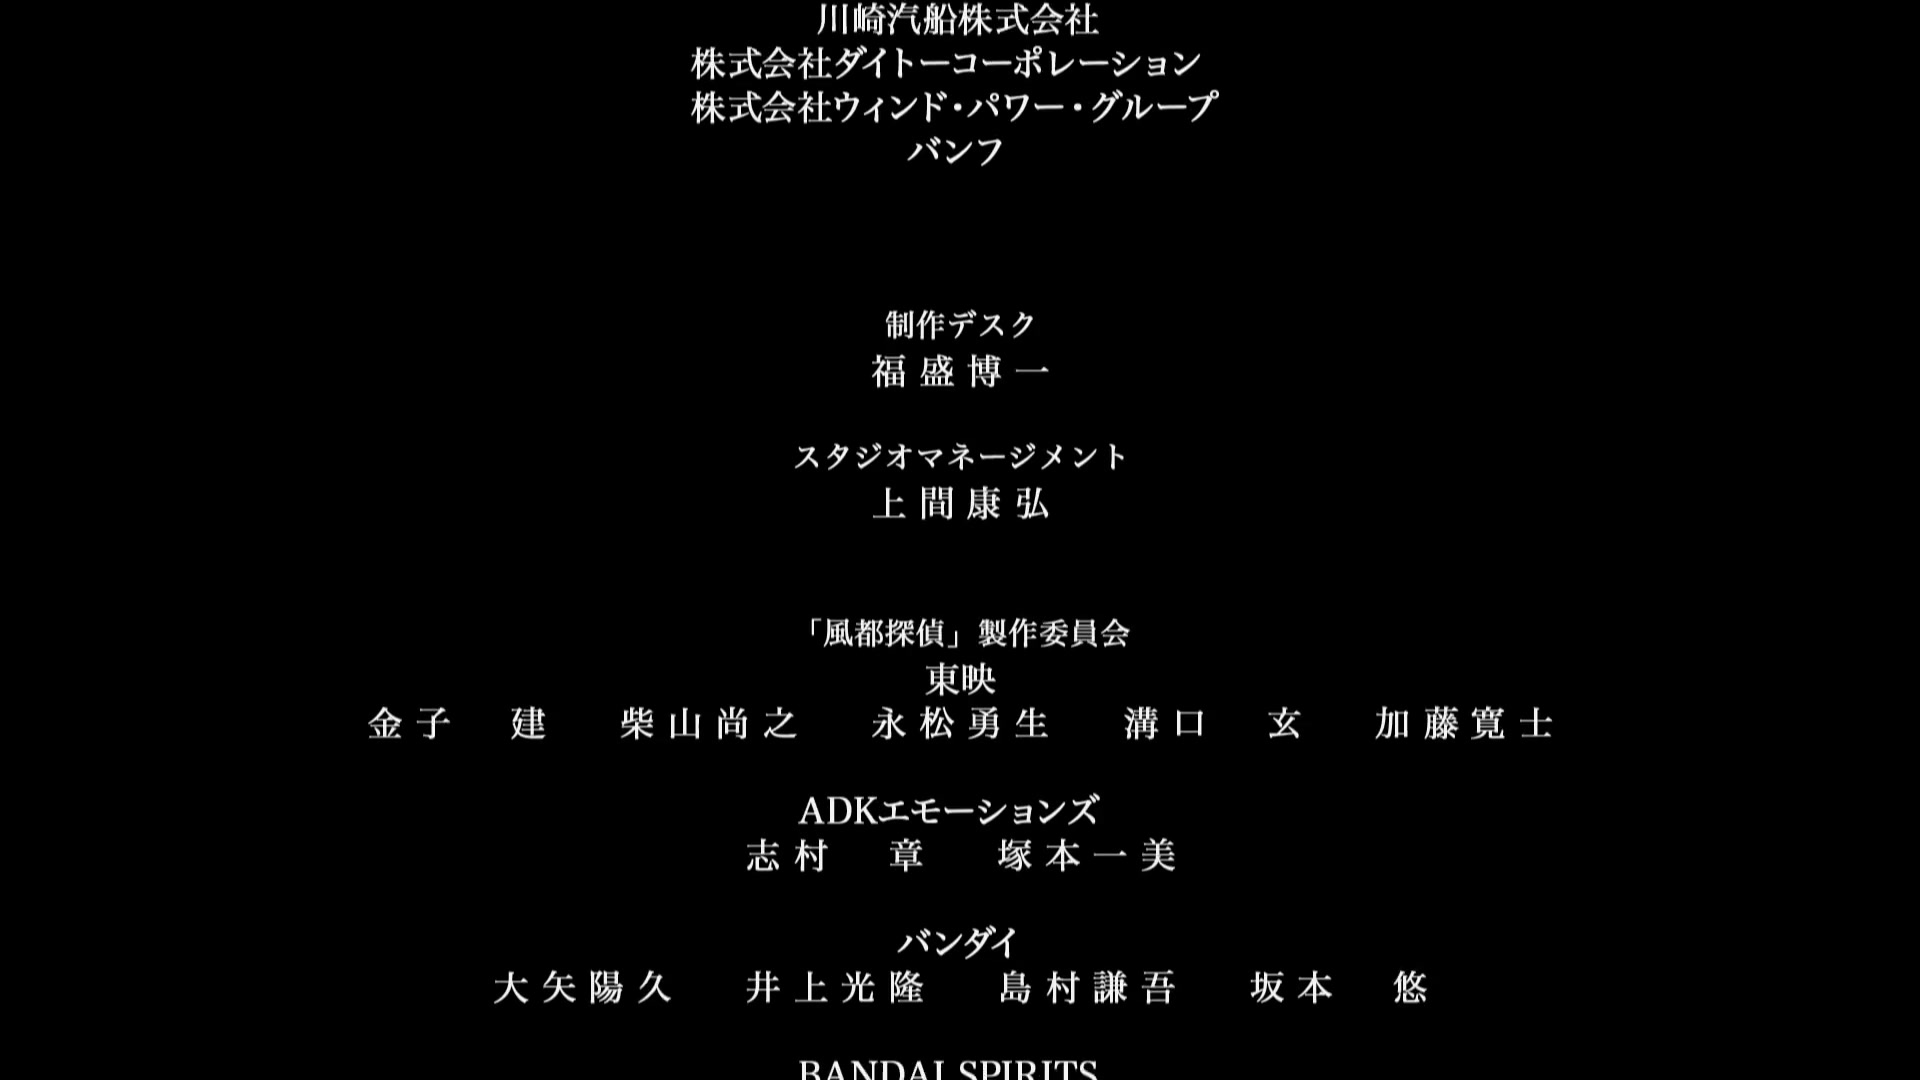 川崎汽船株式会社
株式会社ダイトーコーポレーション
株式会社ウィンド・パワー・グループ
バンフ
制作デスク
福盛博一
スタジオマネージメント
上間康弘
「風都探偵」製作委員会
東映
金子 建 柴山尚之 永松勇生 溝口 玄 加藤寛士
ADKエモーションズ
志村 章 塚本一美
バンダイ
大矢陽久 井上光隆 島村謙吾 坂本 悠
BANDAI SPIRITS